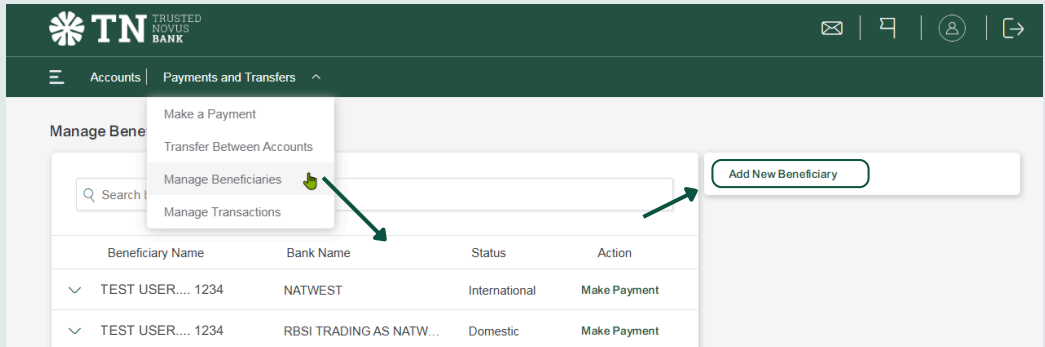 TN TRUSTED
NOVUS
BANK
Accounts
Payments and Transfers
Make a Payment
Transfer Between Accounts
Manage Beneficiaries
Manage Transactions
Manage
Search
Add New Beneficiary
Beneficiary Name Bank Name Status Action
TEST USER.... 1234 NATWEST International Make Payment
TEST USER.... 1234 RBSI TRADING AS NATW... Domestic Make Payment